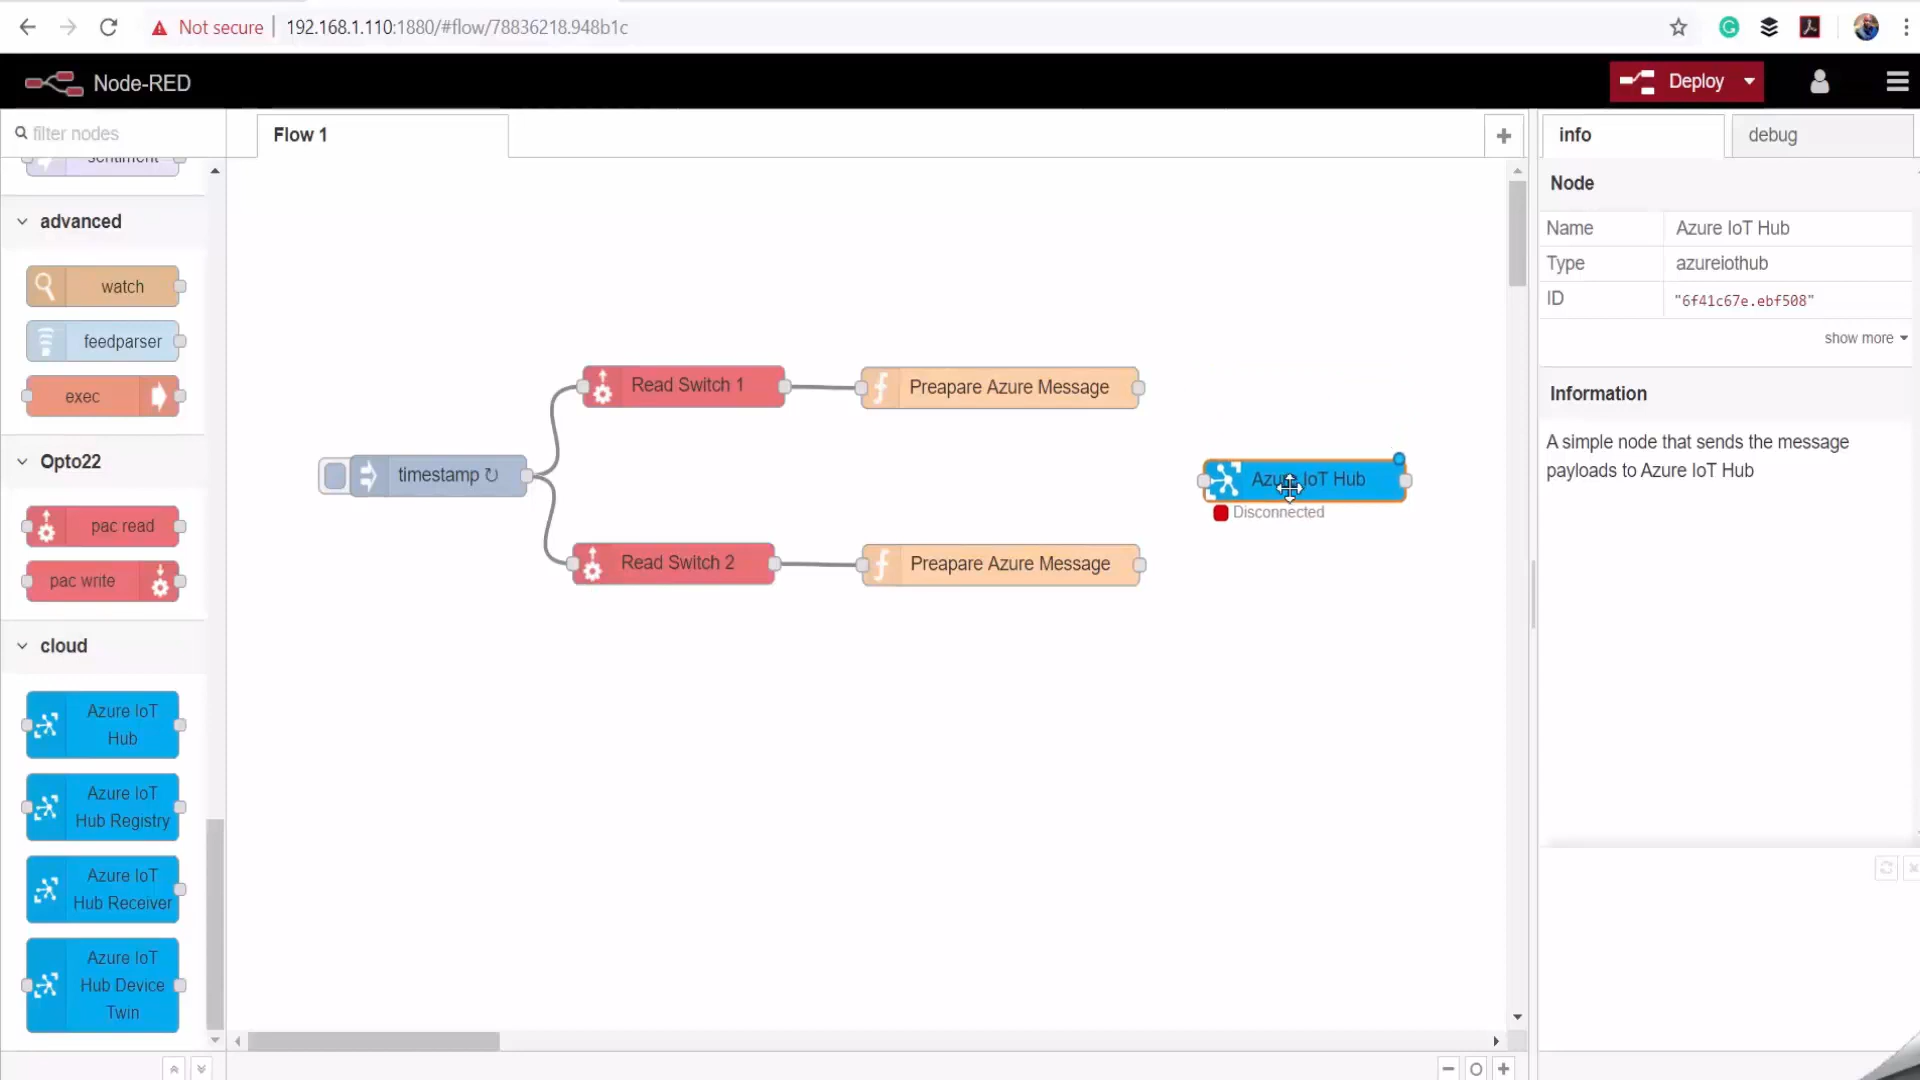 Not secure
192.168.1.110:1880/#flow/78836218.948b1c
Node-RED
Deploy
filter nodes
Flow 1
info
debug
sentiment
advanced
watch
feedparser
exec
Opto22
pac read
pac write
cloud
Azure IoT
Hub
Azure IoT
Hub Registry
Azure IoT
Hub Receiver
Azure IoT
Hub Device
Twin
timestamp ↻
Read Switch 1
Preapare Azure Message
Read Switch 2
Preapare Azure Message
Azure IoT Hub
Disconnected
Node
Name Azure IoT Hub
Type azureiothub
ID "6f41c67e.ebf508"
show more
Information
A simple node that sends the message
payloads to Azure IoT Hub